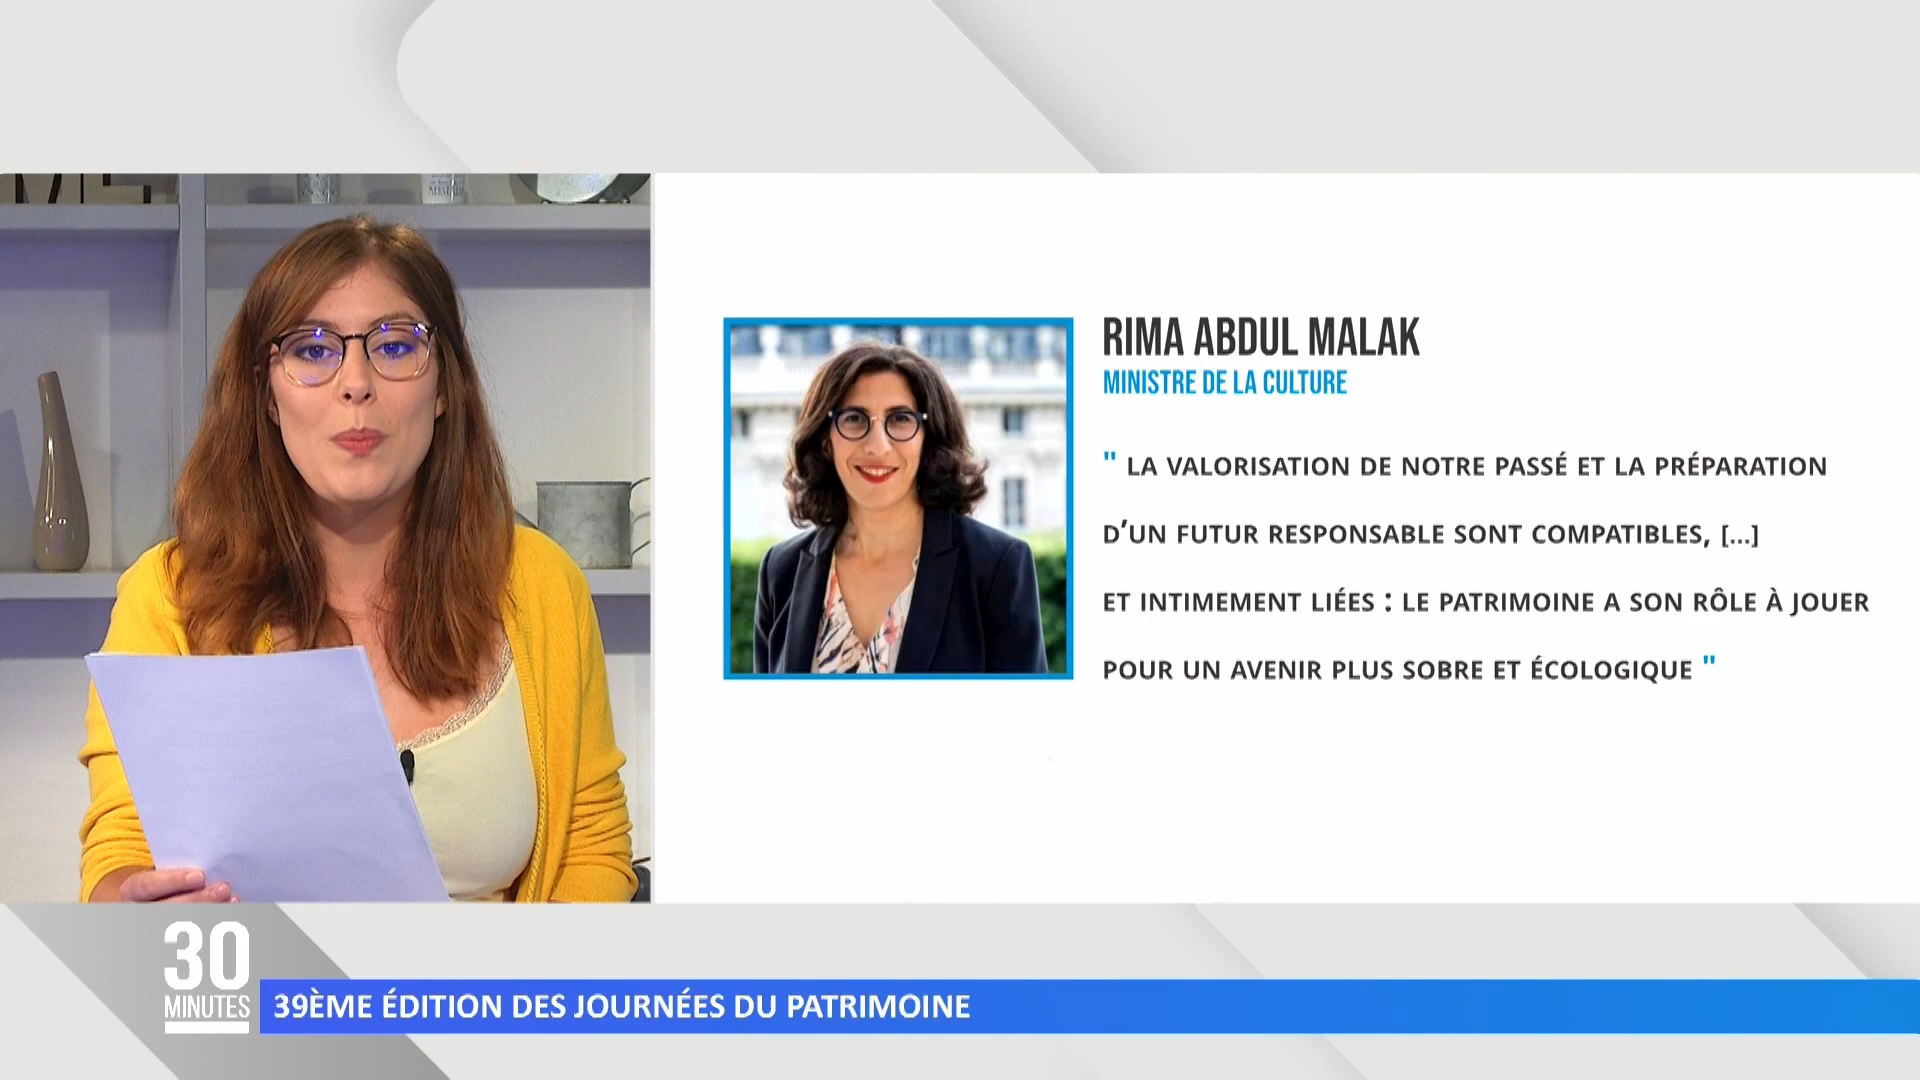 RIMA ABDUL MALAK
MINISTRE DE LA CULTURE
" LA VALORISATION DE NOTRE PASSÉ ET LA PRÉPARATION
D’UN FUTUR RESPONSABLE SONT COMPATIBLES, [...]
ET INTIMEMENT LIÉES : LE PATRIMOINE A SON RÔLE À JOUER
POUR UN AVENIR PLUS SOBRE ET ÉCOLOGIQUE "
30
MINUTES
39ÈME ÉDITION DES JOURNÉES DU PATRIMOINE